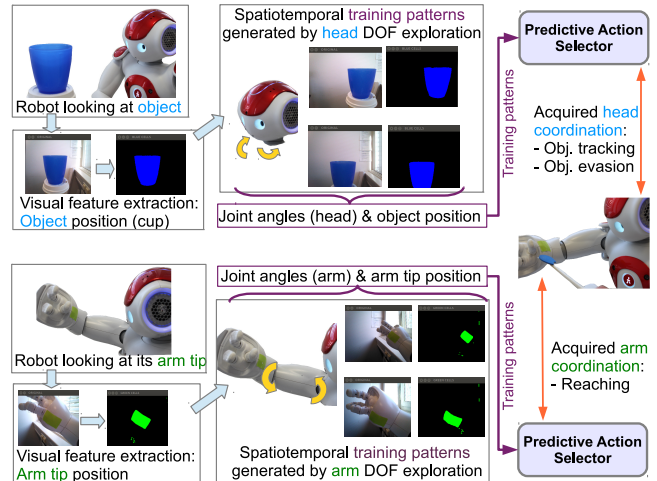 Robot looking at object
Visual feature extraction:
Object position (cup)
Spatiotemporal training patterns
generated by head DOF exploration
Joint angles (head) & object position
Training patterns
Predictive Action
Selector
Acquired head
coordination:
- Obj. tracking
- Obj. evasion
Robot looking at its arm tip
Visual feature extraction:
Arm tip position
Joint angles (arm) & arm tip position
Spatiotemporal training patterns
generated by arm DOF exploration
Training patterns
Acquired arm
coordination:
- Reaching
Predictive Action
Selector